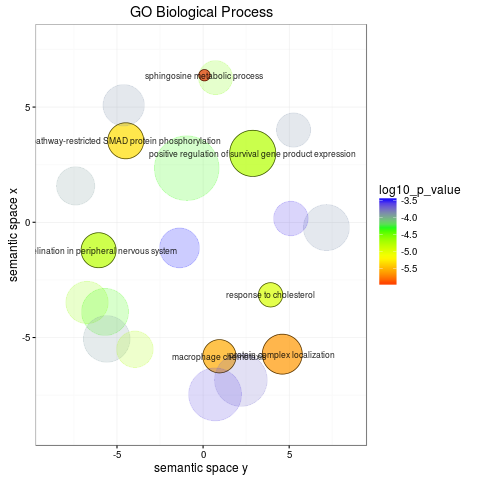 GO Biological Process
sphingosine metabolic process
athway-restricted SMAD protein phosphorylation
positive regulation of survival gene product expression
elination in peripheral nervous system
response to cholesterol
macrophage chemotaxis
protein complex localization
5
0
-5
-5
0
5
semantic space x
semantic space y
log10_p_value
-3.5
-4.0
-4.5
-5.0
-5.5